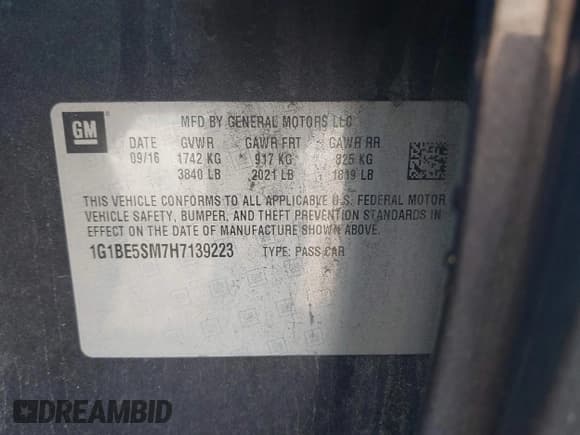 GM
MFD BY GENERAL MOTORS LLC
DATE GVWR GAWR FRT GAWR RR
09/16 1742 KG 917 KG 825 KG
3840 LB 2021 LB 1819 LB
THIS VEHICLE CONFORMS TO ALL APPLICABLE U.S. FEDERAL MOTOR
VEHICLE SAFETY, BUMPER, AND THEFT PREVENTION STANDARDS IN
EFFECT ON THE DATE OF MANUFACTURE SHOWN ABOVE.
1G1BE5SM7H7139223 TYPE: PASS CAR
DREAMBID